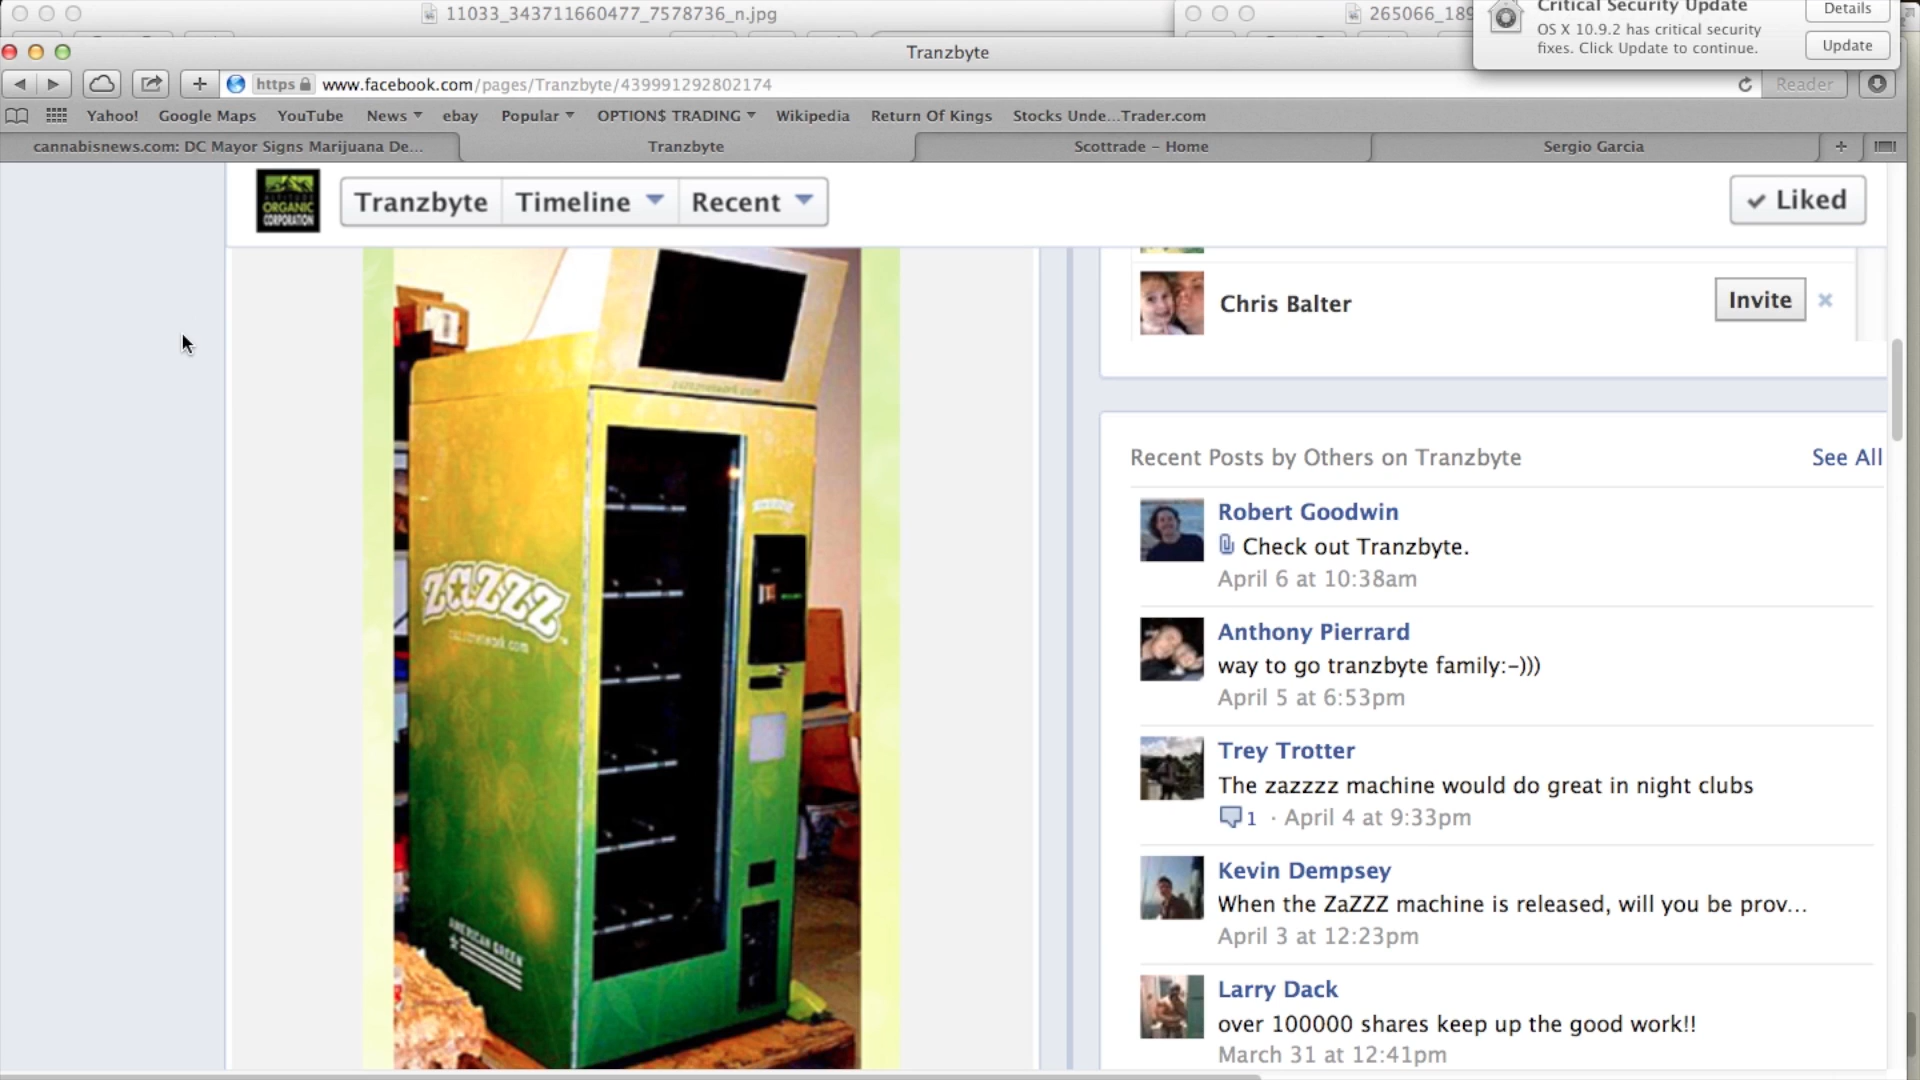 11033_343711660477_7578736_n.jpg
265066_189
Critical Security Update
OS X 10.9.2 has critical security
fixes. Click Update to continue.
Details
Update
Tranzbyte
https
www.facebook.com/pages/Tranzbyte/439991292802174
Reader
Yahoo!
Google Maps
YouTube
News
ebay
Popular
OPTION$ TRADING
Wikipedia
Return Of Kings
Stocks Unde...Trader.com
cannabisnews.com: DC Mayor Signs Marijuana De...
Tranzbyte
Scottrade – Home
Sergio Garcia
ORGANIC
CORPORATION
Tranzbyte
Timeline
Recent
Liked
Chris Balter
Invite
zazzz
AMERICAN GREEN
Recent Posts by Others on Tranzbyte
See All
Robert Goodwin
Check out Tranzbyte.
April 6 at 10:38am
Anthony Pierrard
way to go tranzbyte family:-)))
April 5 at 6:53pm
Trey Trotter
The zazzzz machine would do great in night clubs
1 · April 4 at 9:33pm
Kevin Dempsey
When the ZaZZZ machine is released, will you be prov...
April 3 at 12:23pm
Larry Dack
over 100000 shares keep up the good work!!
March 31 at 12:41pm